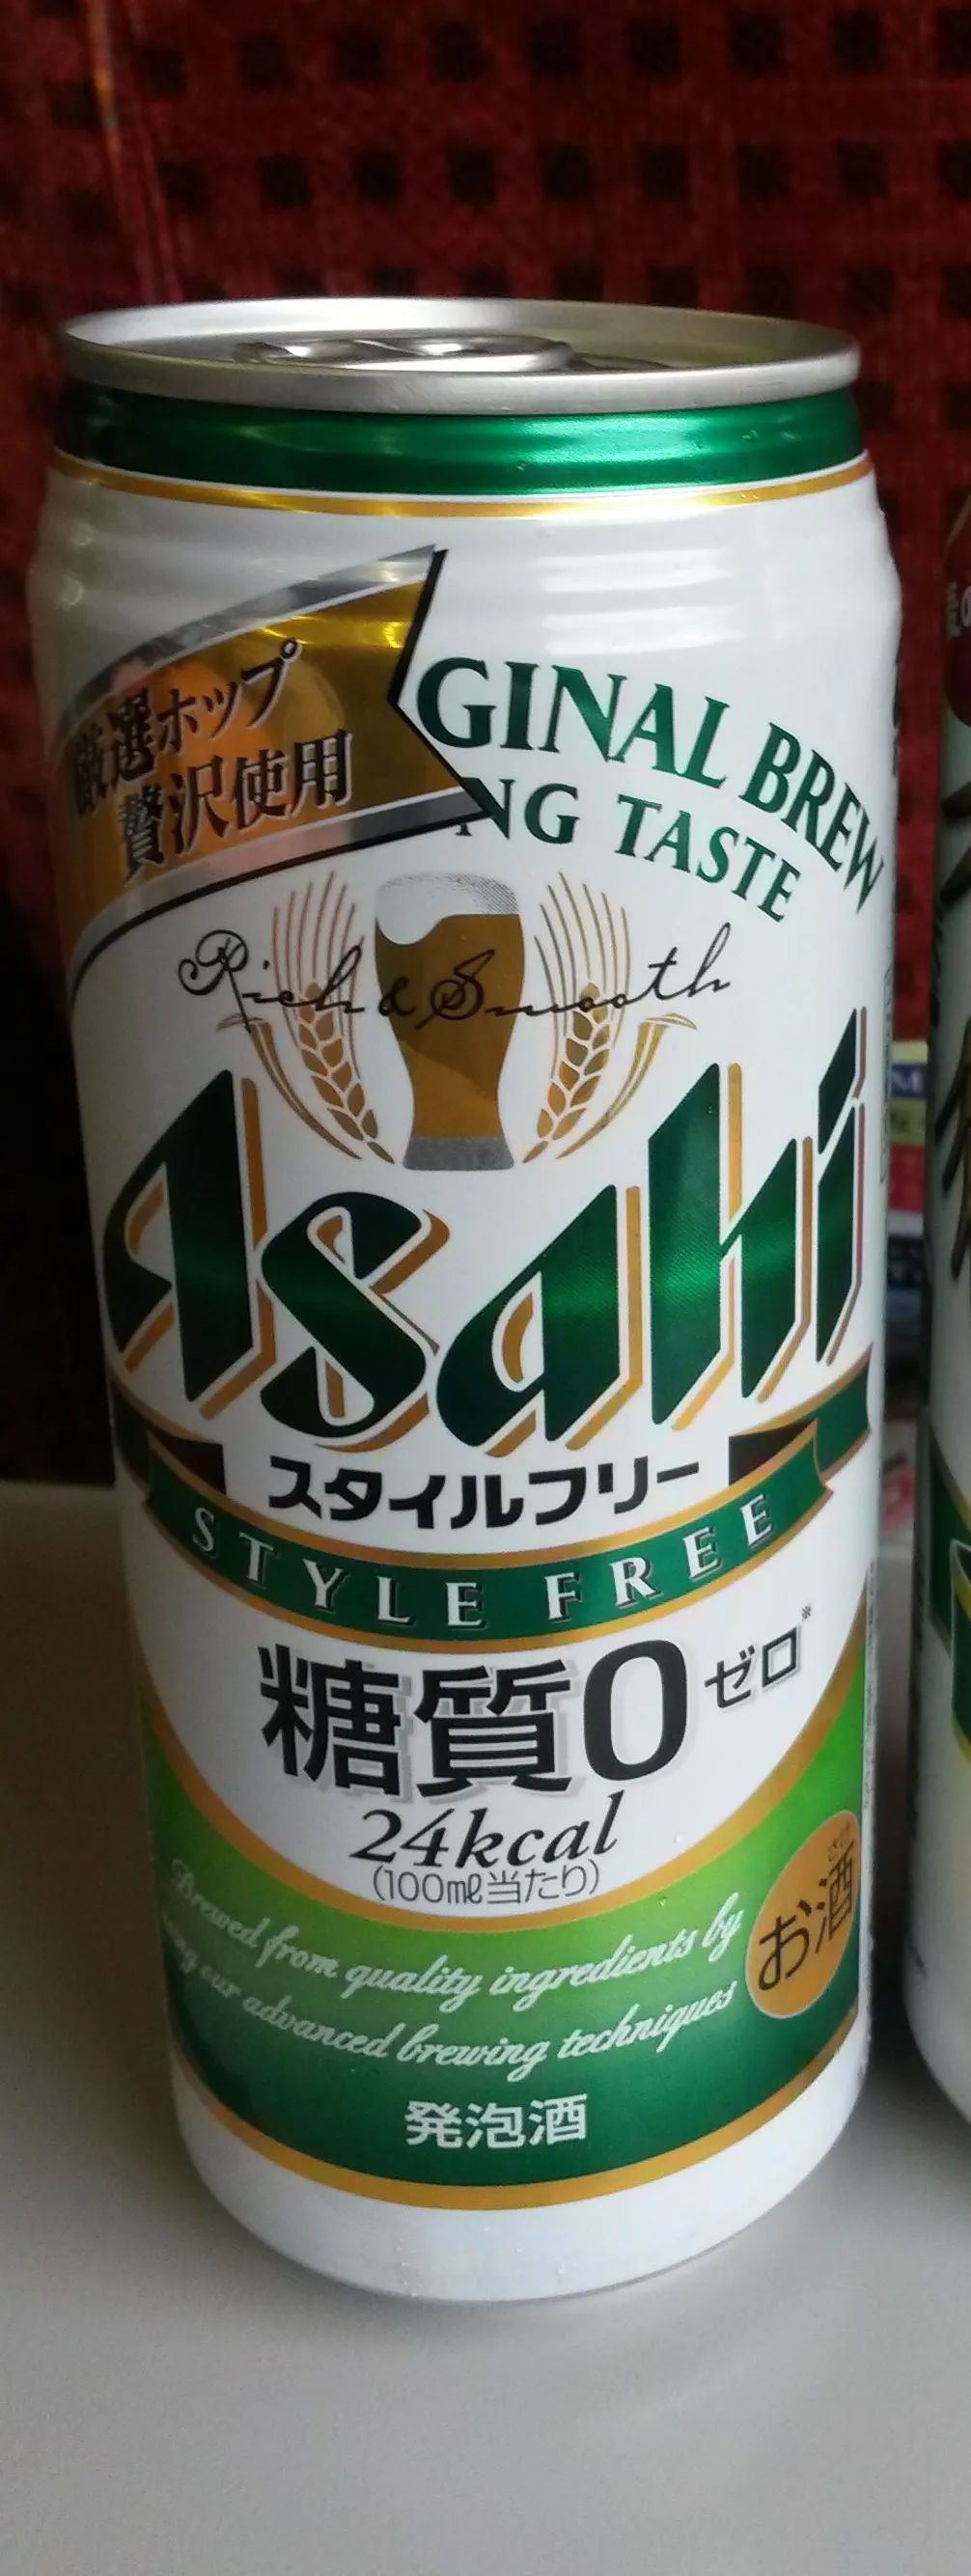 厳選ホップ
贅沢使用
GINAL BREW
NG TASTE
Rich & Smooth
Asahi
スタイルフリー
STYLE FREE
糖質0ゼロ※
24kcal
(100ml当たり)
Brewed from quality ingredients by
our advanced brewing techniques
お酒
発泡酒